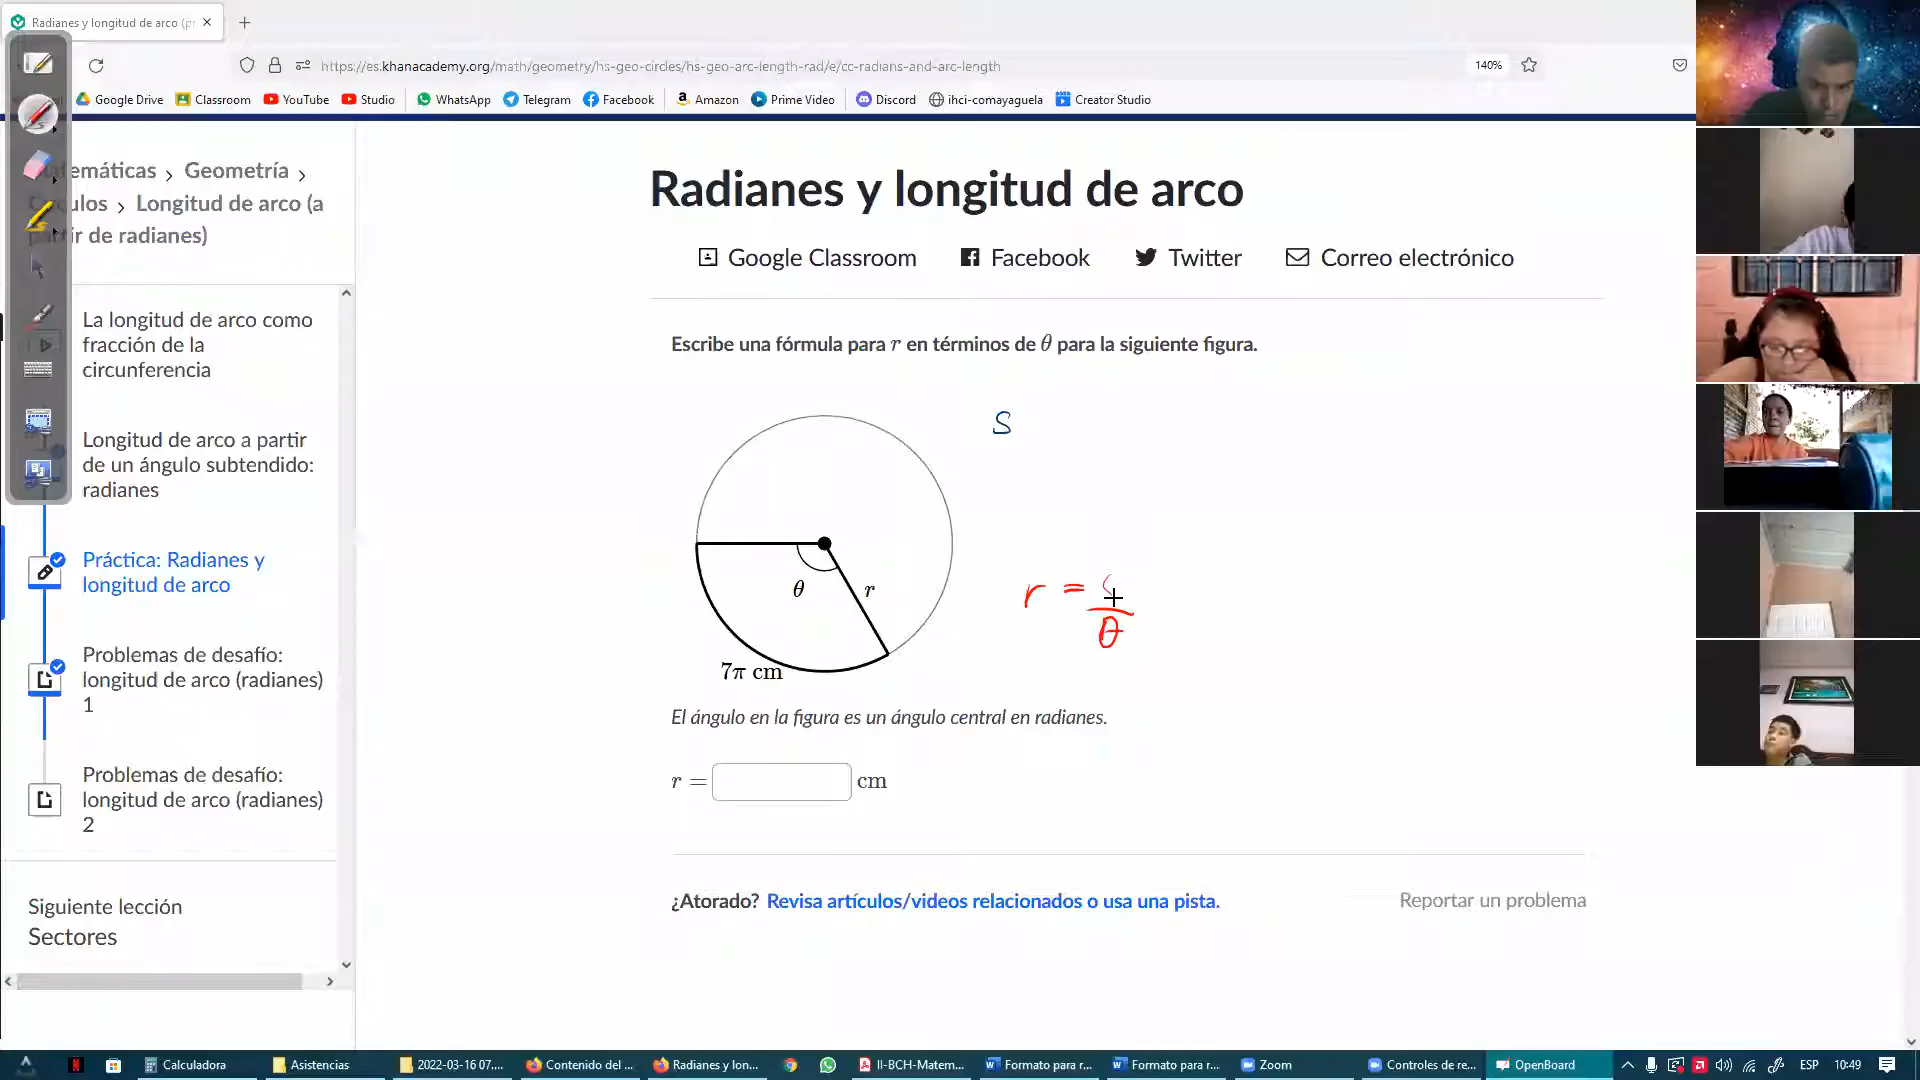 Radianes y longitud de arco (pr
https://es.khanacademy.org/math/geometry/hs-geo-circles/hs-geo-arc-length-rad/e/cc-radians-and-arc-length
140%
Google Drive Classroom YouTube Studio WhatsApp Telegram Facebook Amazon Prime Video Discord ihci-comayaguela Creator Studio
emáticas > Geometría >
ulos > Longitud de arco (a
ir de radianes)
La longitud de arco como
fracción de la
circunferencia
Longitud de arco a partir
de un ángulo subtendido:
radianes
Práctica: Radianes y
longitud de arco
Problemas de desafío:
longitud de arco (radianes)
1
Problemas de desafío:
longitud de arco (radianes)
2
Siguiente lección
Sectores
Radianes y longitud de arco
Google Classroom Facebook Twitter Correo electrónico
Escribe una fórmula para r en términos de θ para la siguiente figura.
S
θ
r
7π cm
r =
θ
El ángulo en la figura es un ángulo central en radianes.
r = cm
¿Atorado? Revisa artículos/videos relacionados o usa una pista.
Reportar un problema
Calculadora Asistencias 2022-03-16 07.... Contenido del ... Radianes y lon... II-BCH-Matem... Formato para r... Formato para r... Zoom Controles de re... OpenBoard ESP 10:49